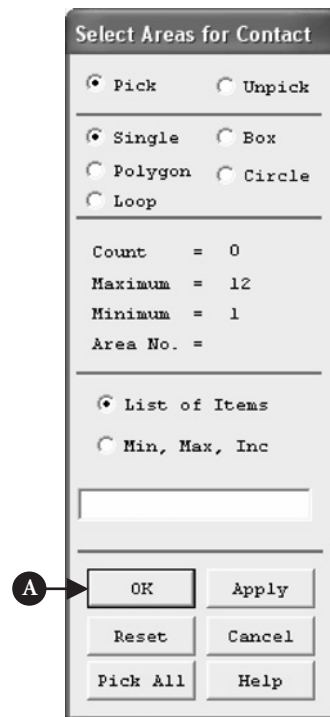 Select Areas for Contact
Pick Unpick
Single Box
Polygon Circle
Loop
Count = 0
Maximum = 12
Minimum = 1
Area No. =
List of Items
Min, Max, Inc
A OK Apply
Reset Cancel
Pick All Help